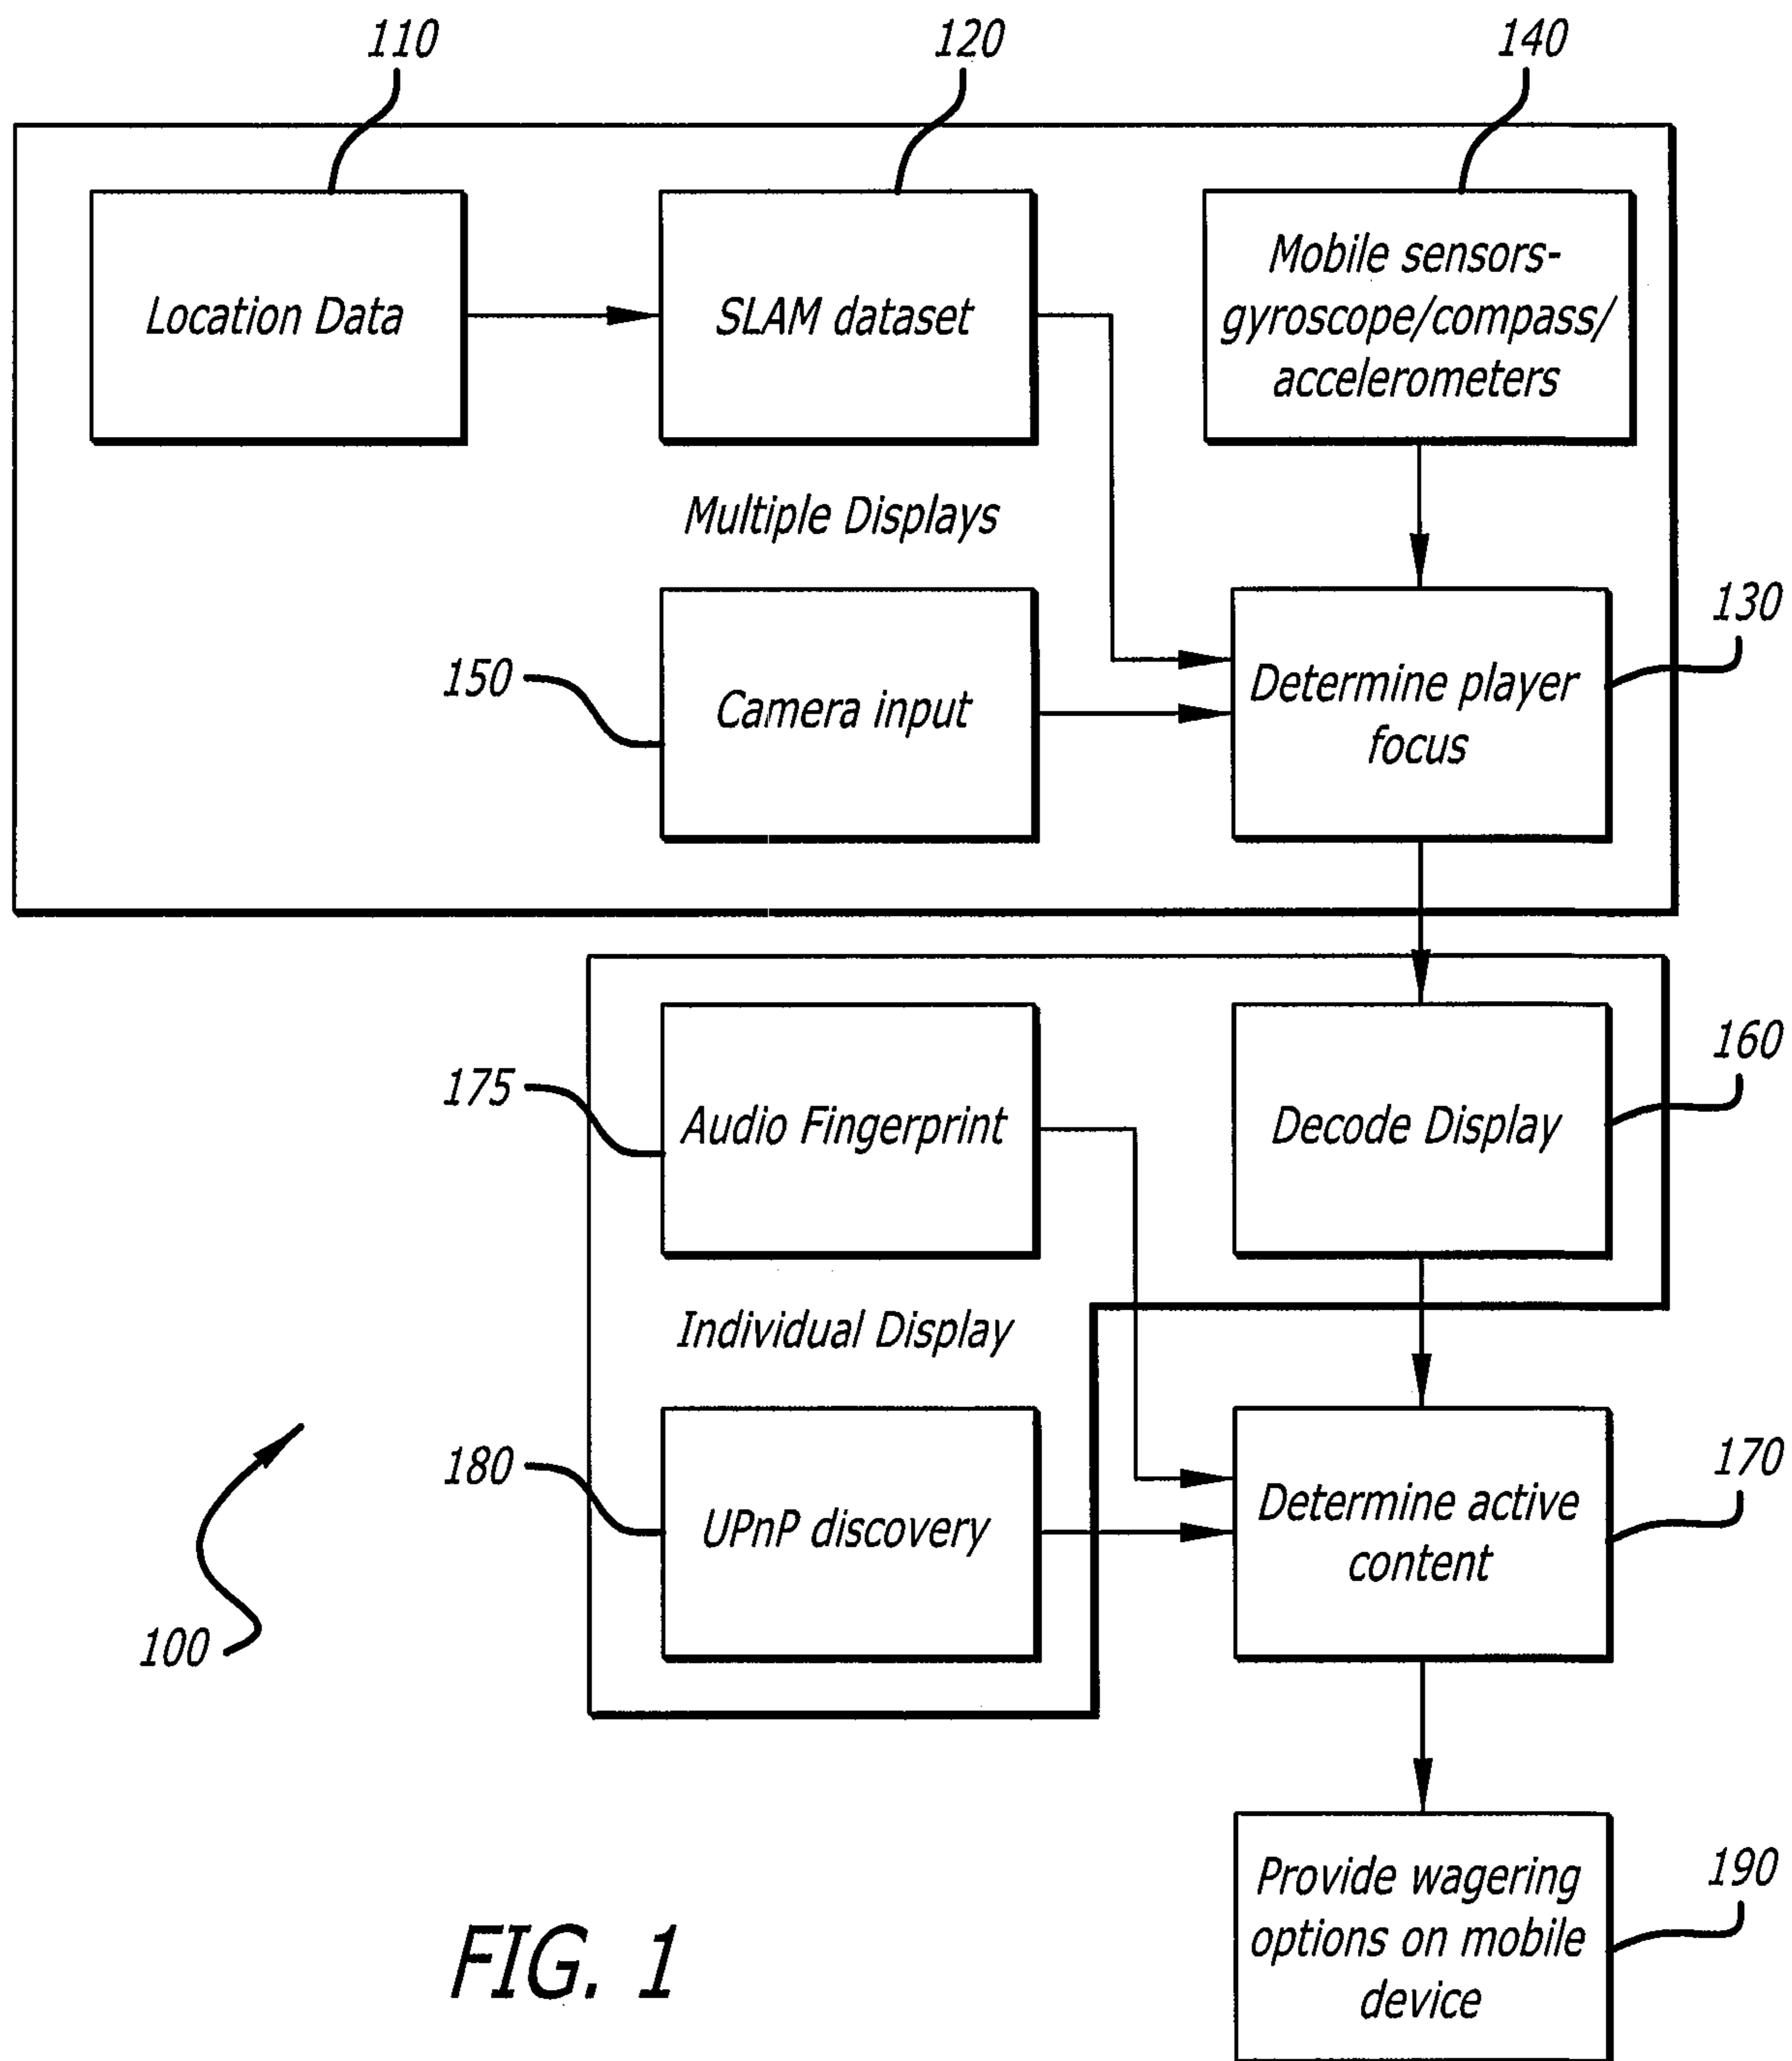 110
120
140
Location Data
SLAM dataset
Mobile sensors-
gyroscope/compass/
accelerometers
Multiple Displays
130
150
Camera input
Determine player
focus
160
175
Audio Fingerprint
Decode Display
Individual Display
170
180
UPnP discovery
Determine active
content
100
190
Provide wagering
options on mobile
device
FIG. 1